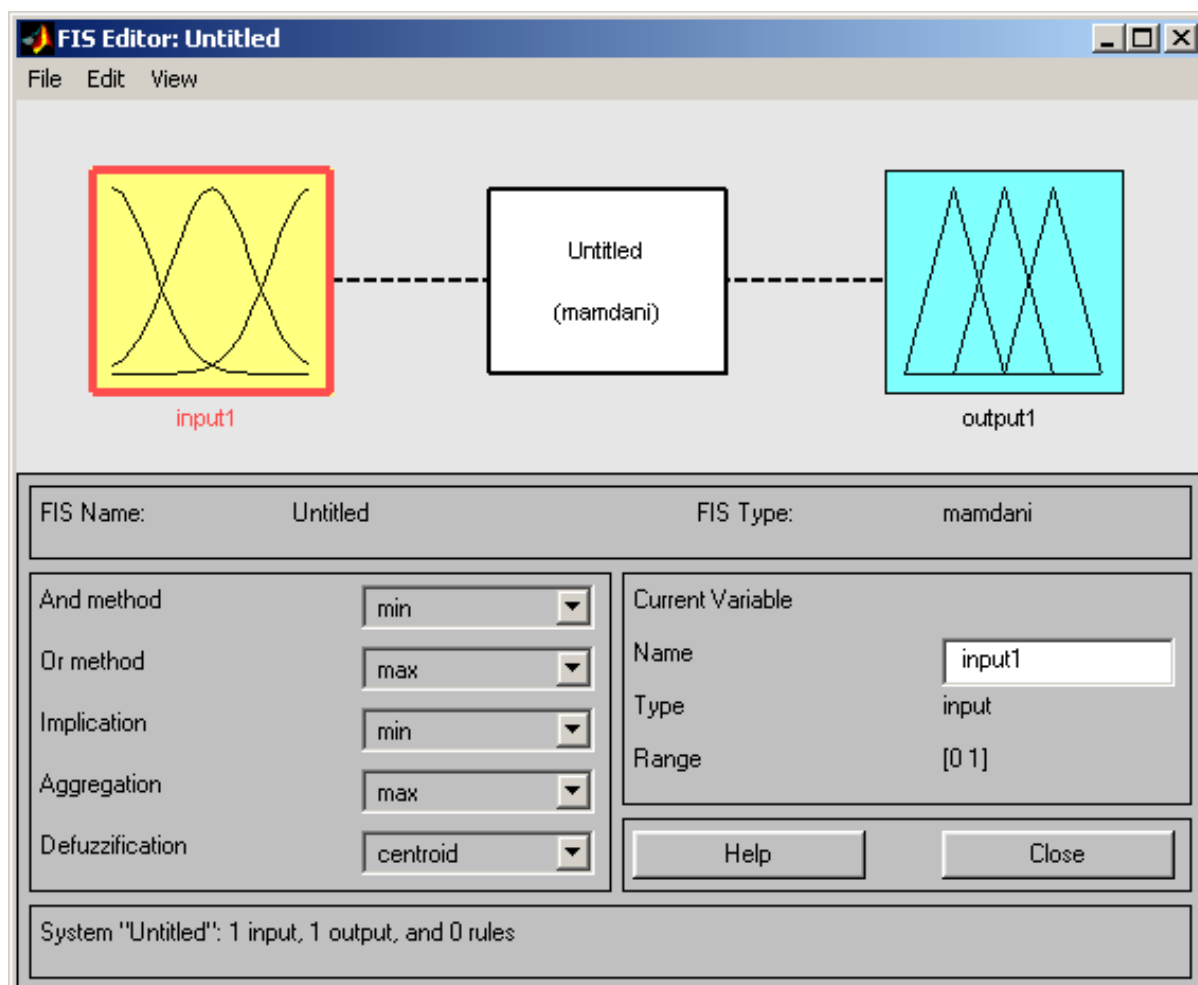 FIS Editor: Untitled
File Edit View
Untitled
(mamdani)
input1
output1
FIS Name: Untitled FIS Type: mamdani
And method min
Or method max
Implication min
Aggregation max
Defuzzification centroid
Current Variable
Name input1
Type input
Range [0 1]
Help Close
System "Untitled": 1 input, 1 output, and 0 rules